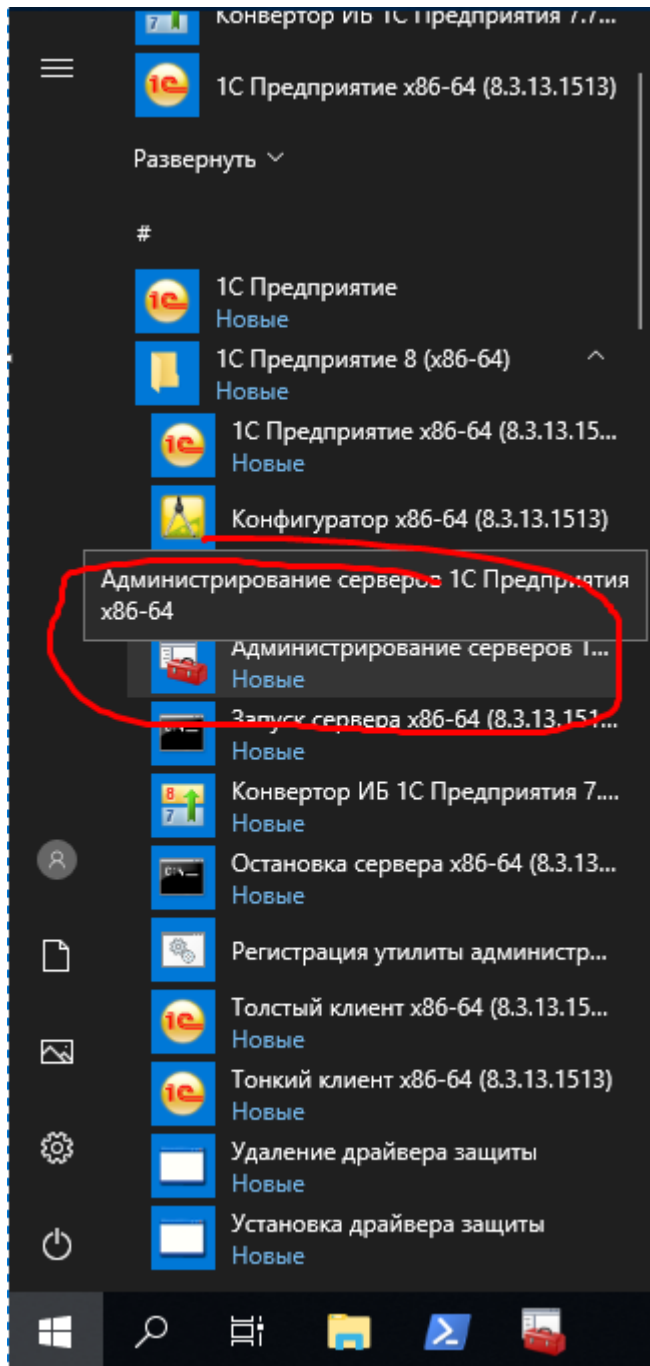 Конвертор ИБ 1С Предприятия 7.7...
1С Предприятие x86-64 (8.3.13.1513)
Развернуть
#
1С Предприятие
Новые
1С Предприятие 8 (x86-64)
Новые
1С Предприятие x86-64 (8.3.13.15...
Новые
Конфигуратор x86-64 (8.3.13.1513)
Администрирование серверов 1С Предприятия
x86-64
Администрирование серверов 1...
Новые
Запуск сервера x86-64 (8.3.13.151...
Новые
Конвертор ИБ 1С Предприятия 7....
Новые
Остановка сервера x86-64 (8.3.13...
Новые
Регистрация утилиты администр...
Толстый клиент x86-64 (8.3.13.15...
Новые
Тонкий клиент x86-64 (8.3.13.1513)
Новые
Удаление драйвера защиты
Новые
Установка драйвера защиты
Новые